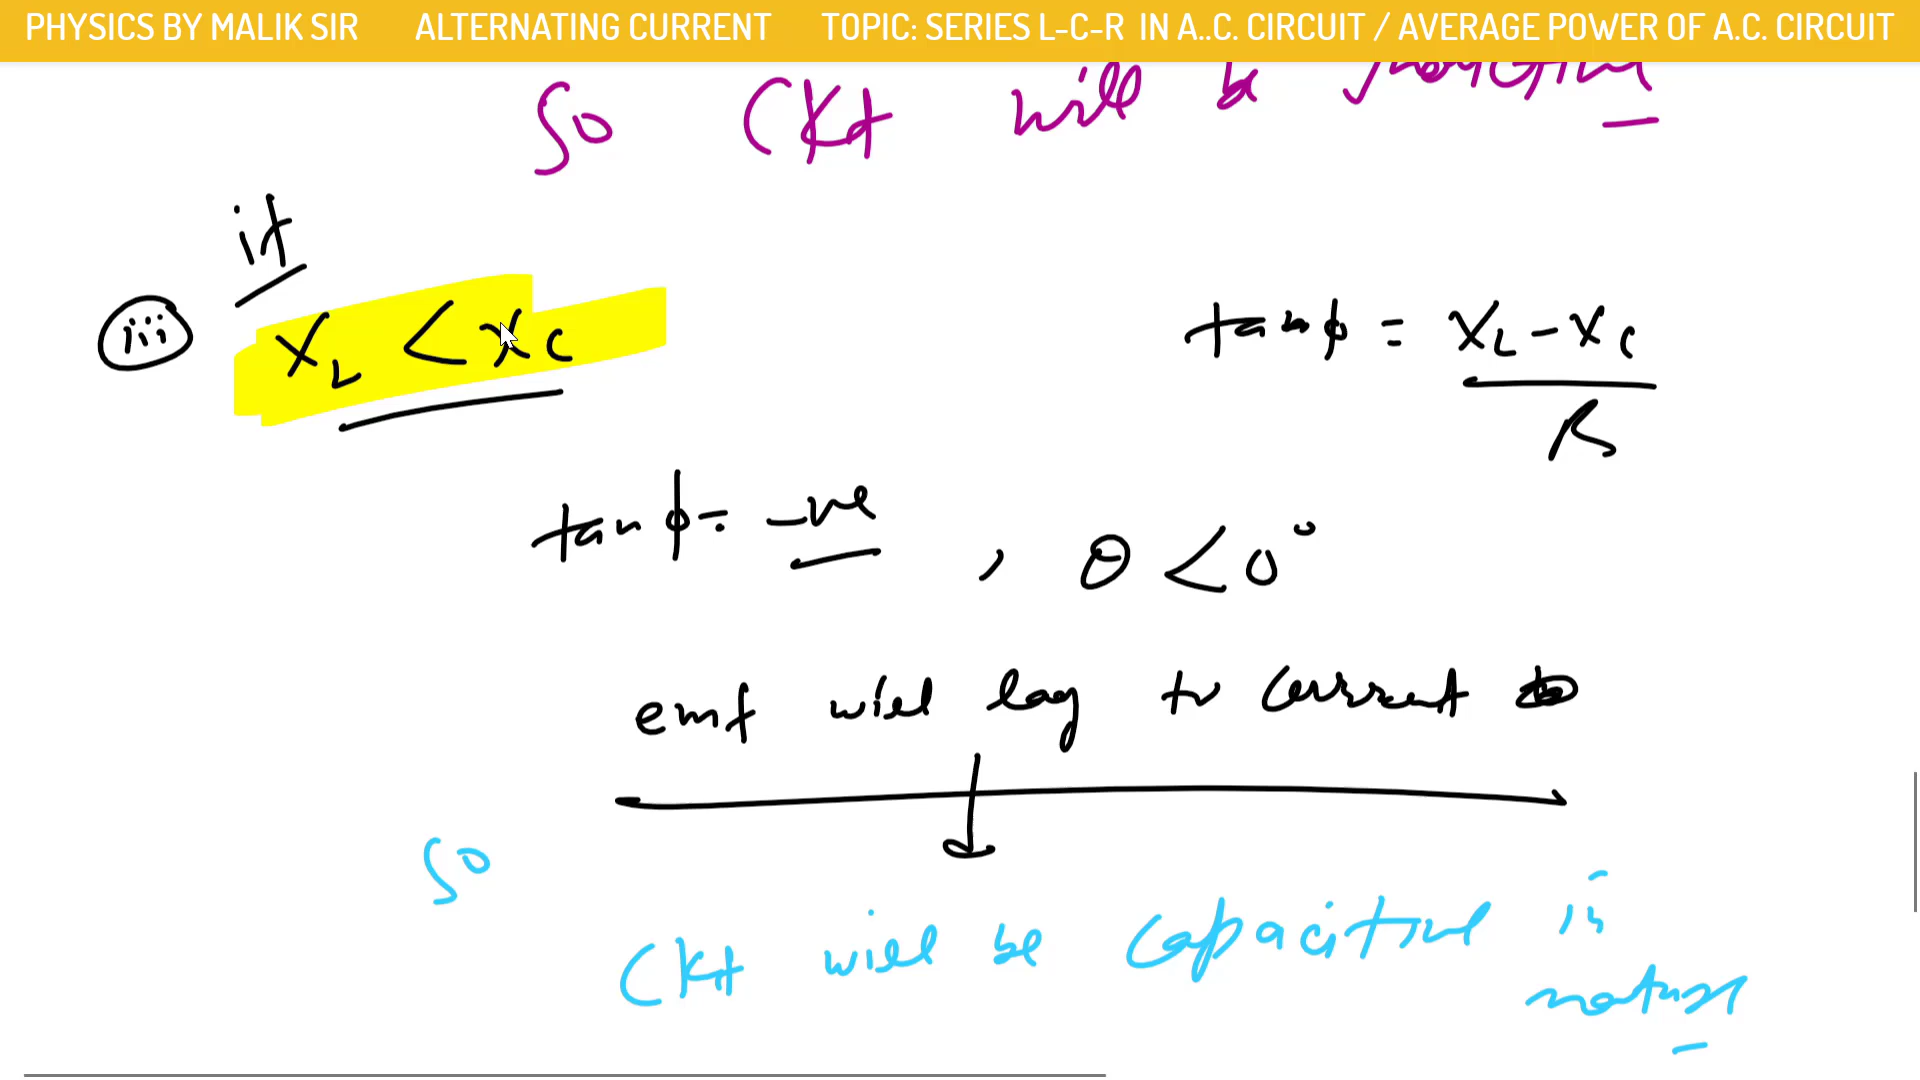 PHYSICS BY MALIK SIR ALTERNATING CURRENT TOPIC: SERIES L-C-R IN A..C. CIRCUIT / AVERAGE POWER OF A.C. CIRCUIT
So CKt will be
if
iii XL < XC
tan ϕ = XL - XC
R
tan ϕ = -ve , θ < 0°
emf will lag to current
So
CKt will be capacitive in
nature